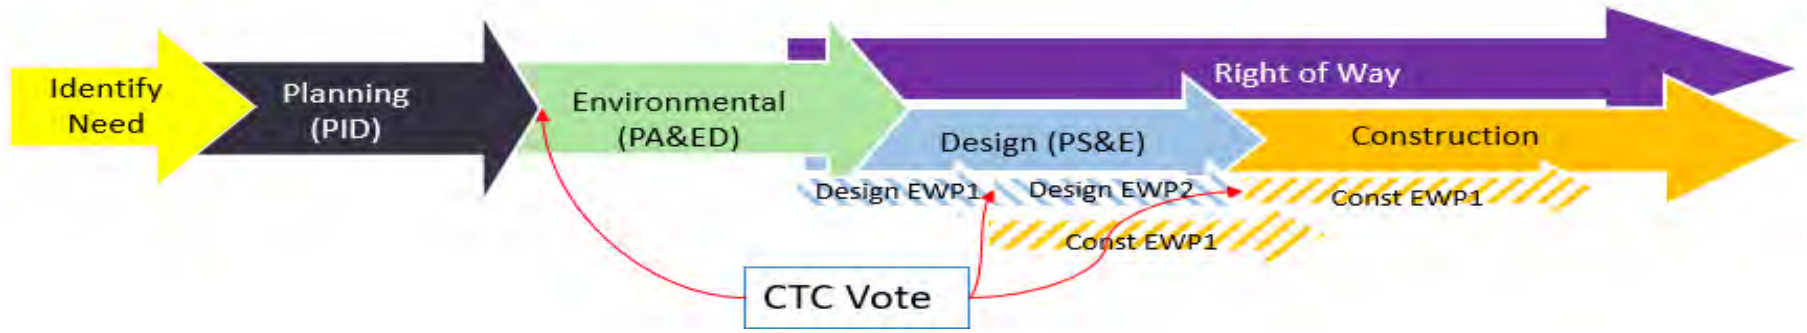 Identify
Need
Planning
(PID)
Environmental
(PA&ED)
Right of Way
Design (PS&E)
Construction
Design EWP1
Design EWP2
Const EWP1
Const EWP1
CTC Vote